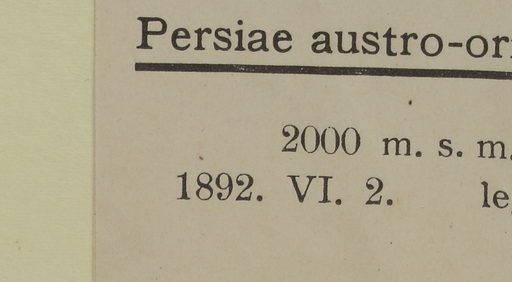 Persiae austro-or
2000 m. s. m.
1892. VI. 2. le